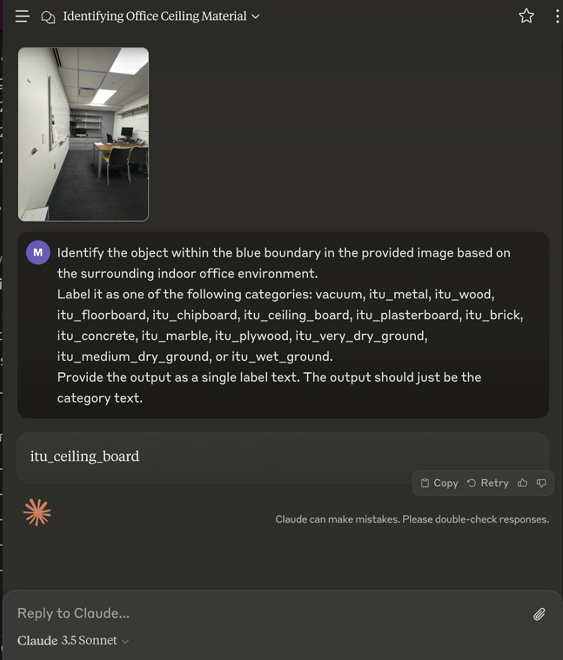 Identifying Office Ceiling Material
M
Identify the object within the blue boundary in the provided image based on
the surrounding indoor office environment.
Label it as one of the following categories: vacuum, itu_metal, itu_wood,
itu_floorboard, itu_chipboard, itu_ceiling_board, itu_plasterboard, itu_brick,
itu_concrete, itu_marble, itu_plywood, itu_very_dry_ground,
itu_medium_dry_ground, or itu_wet_ground.
Provide the output as a single label text. The output should just be the
category text.
itu_ceiling_board
Copy Retry
Claude can make mistakes. Please double-check responses.
Reply to Claude...
Claude 3.5 Sonnet